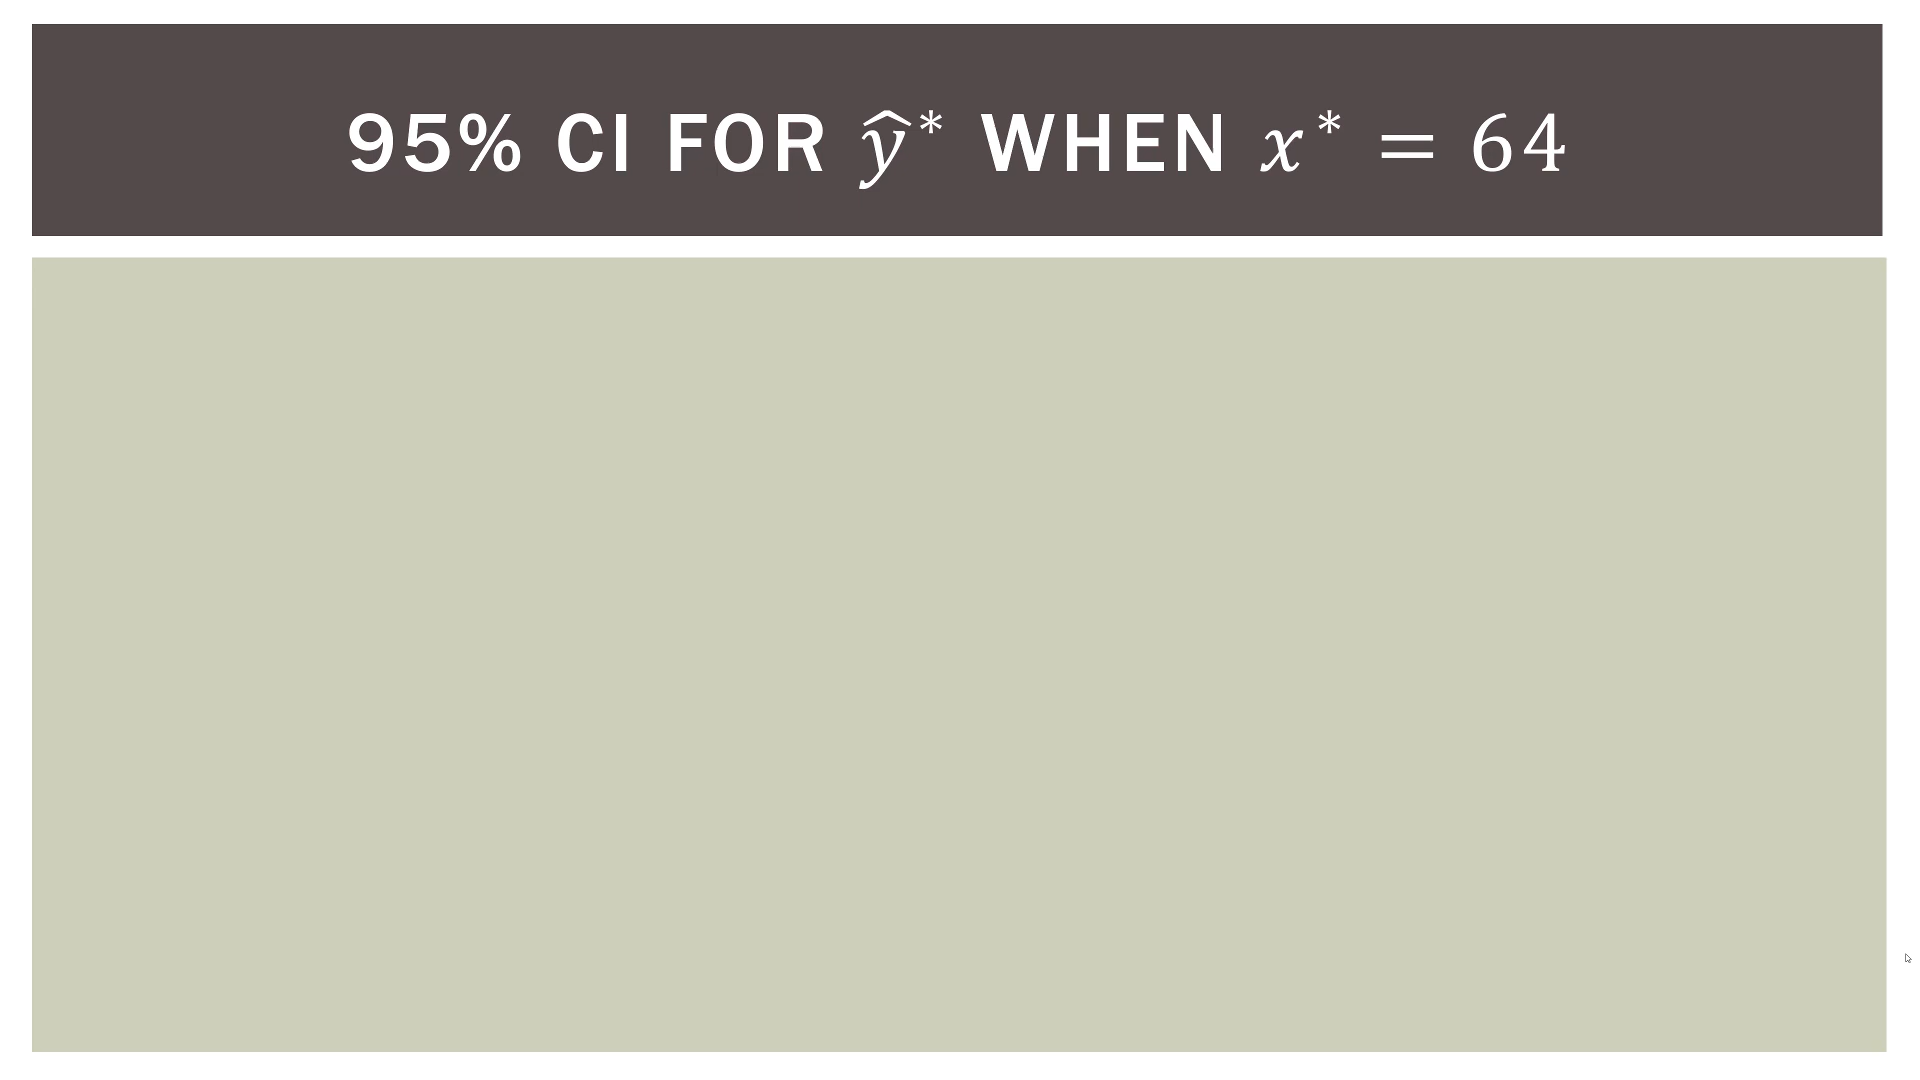 95% CI FOR ŷ* WHEN x* = 64